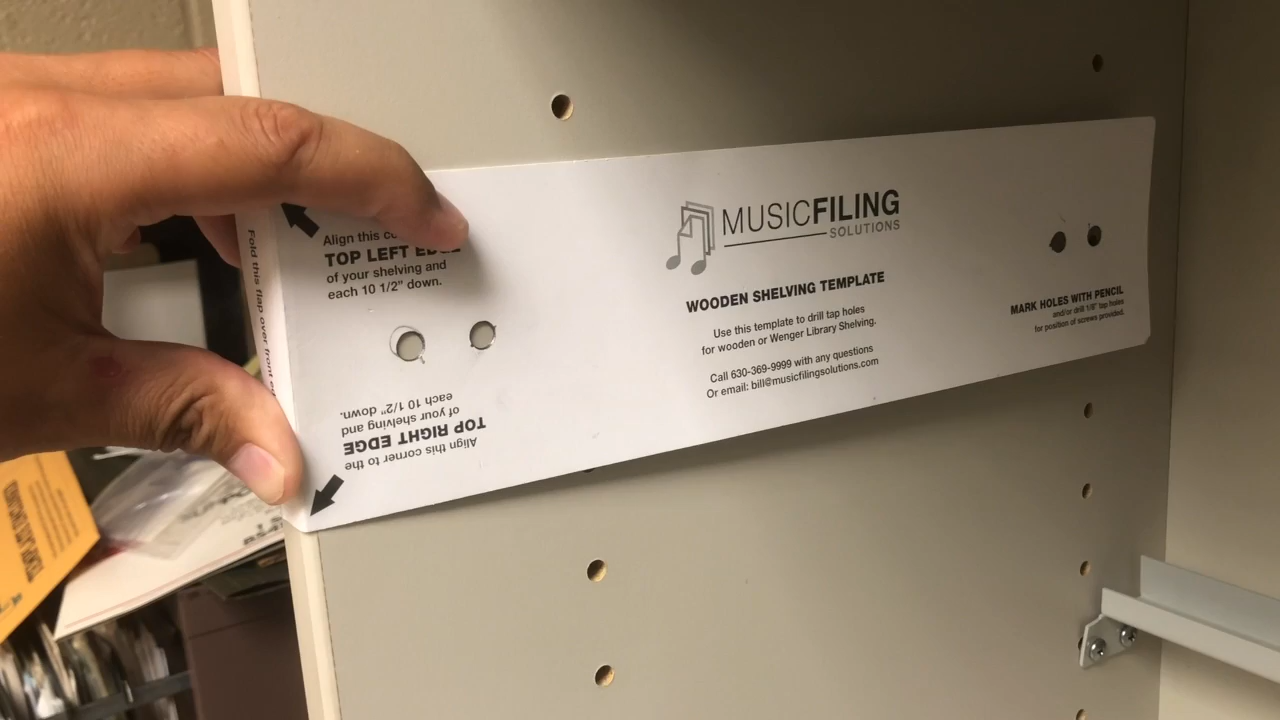 Fold this flap over front
Align this
TOP LEFT
of your shelving and
each 10 1/2" down.
Align this corner to the
TOP RIGHT EDGE
of your shelving and
each 10 1/2" down.
MUSICFILING
SOLUTIONS
WOODEN SHELVING TEMPLATE
Use this template to drill tap holes
for wooden or Wenger Library Shelving.
Call 630-369-9999 with any questions
Or email: bill@musicfilingsolutions.com
MARK HOLES WITH PENCIL
and/or drill 1/8" tap holes
for position of screws provided.